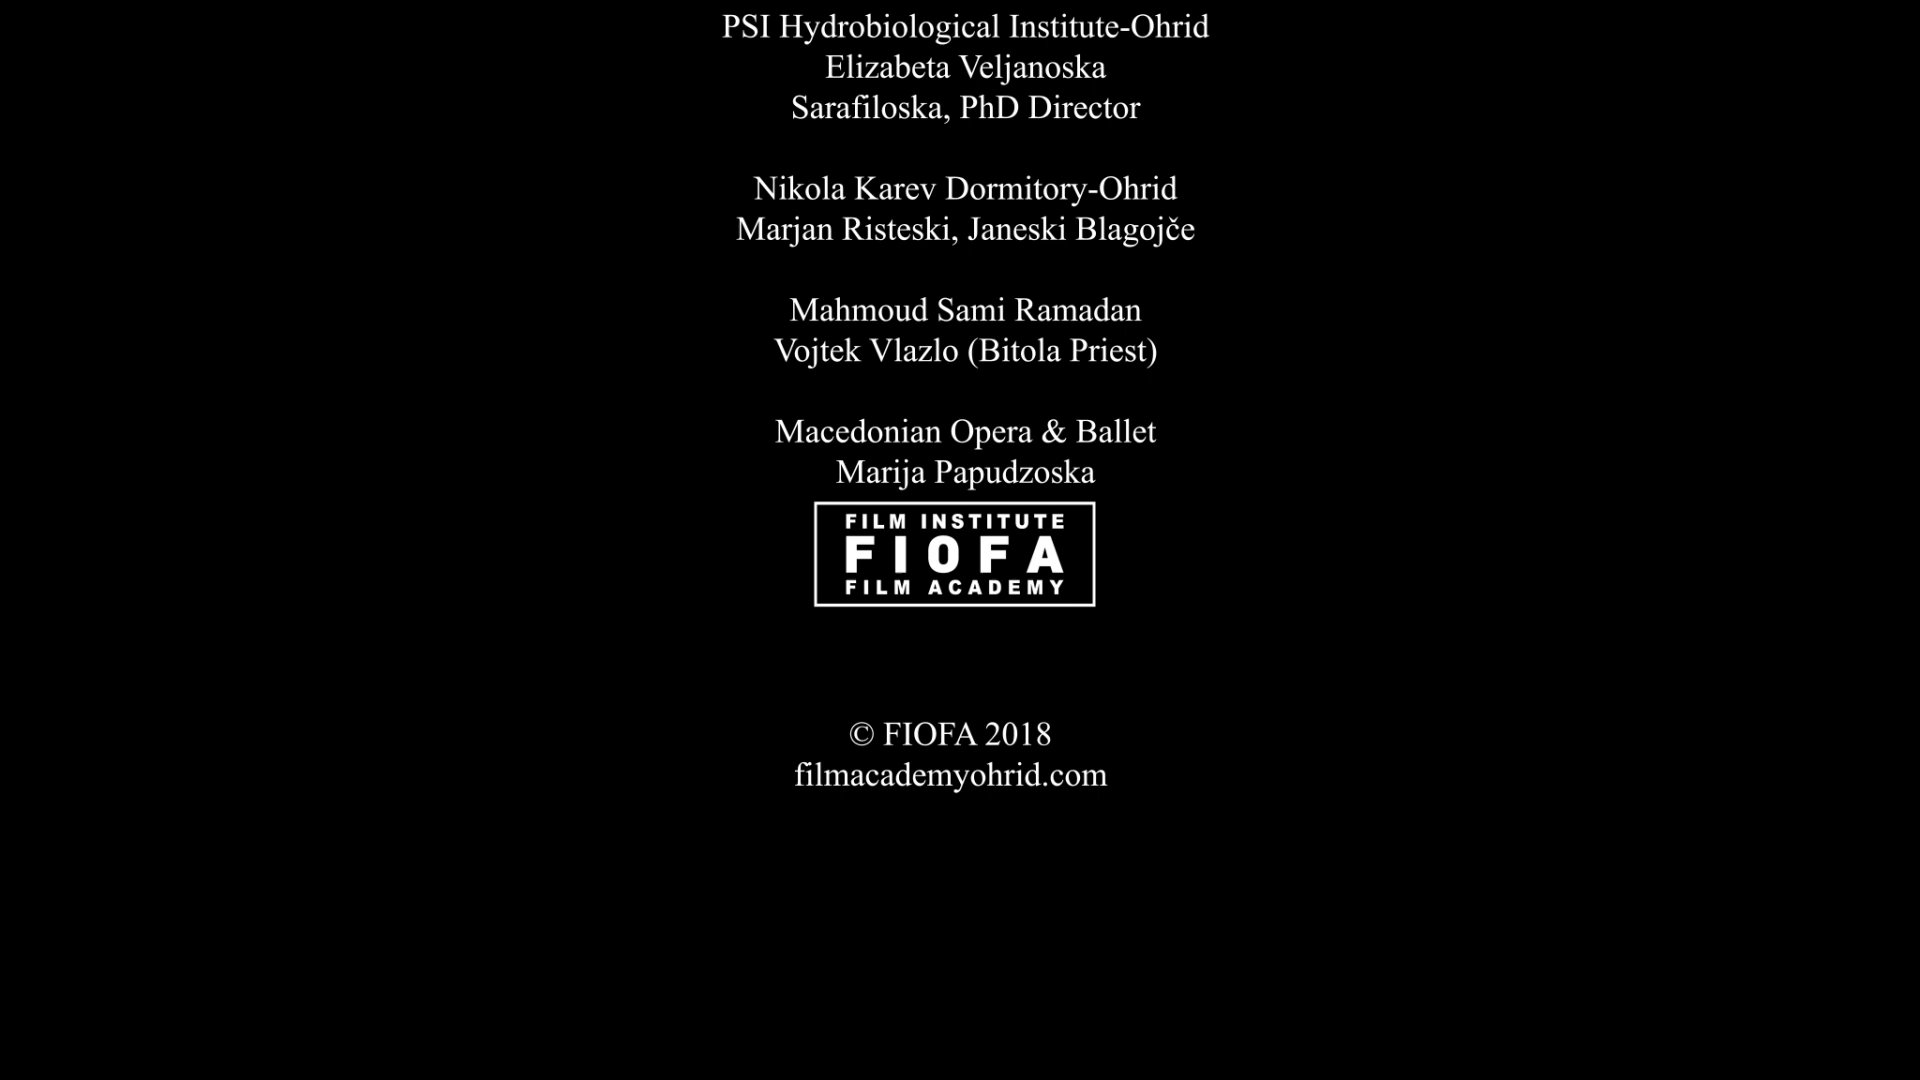 PSI Hydrobiological Institute-Ohrid
Elizabeta Veljanoska
Sarafiloska, PhD Director
Nikola Karev Dormitory-Ohrid
Marjan Risteski, Janeski Blagojče
Mahmoud Sami Ramadan
Vojtek Vlazlo (Bitola Priest)
Macedonian Opera & Ballet
Marija Papudzoska
FILM INSTITUTE
FIOFA
FILM ACADEMY
© FIOFA 2018
filmacademyohrid.com